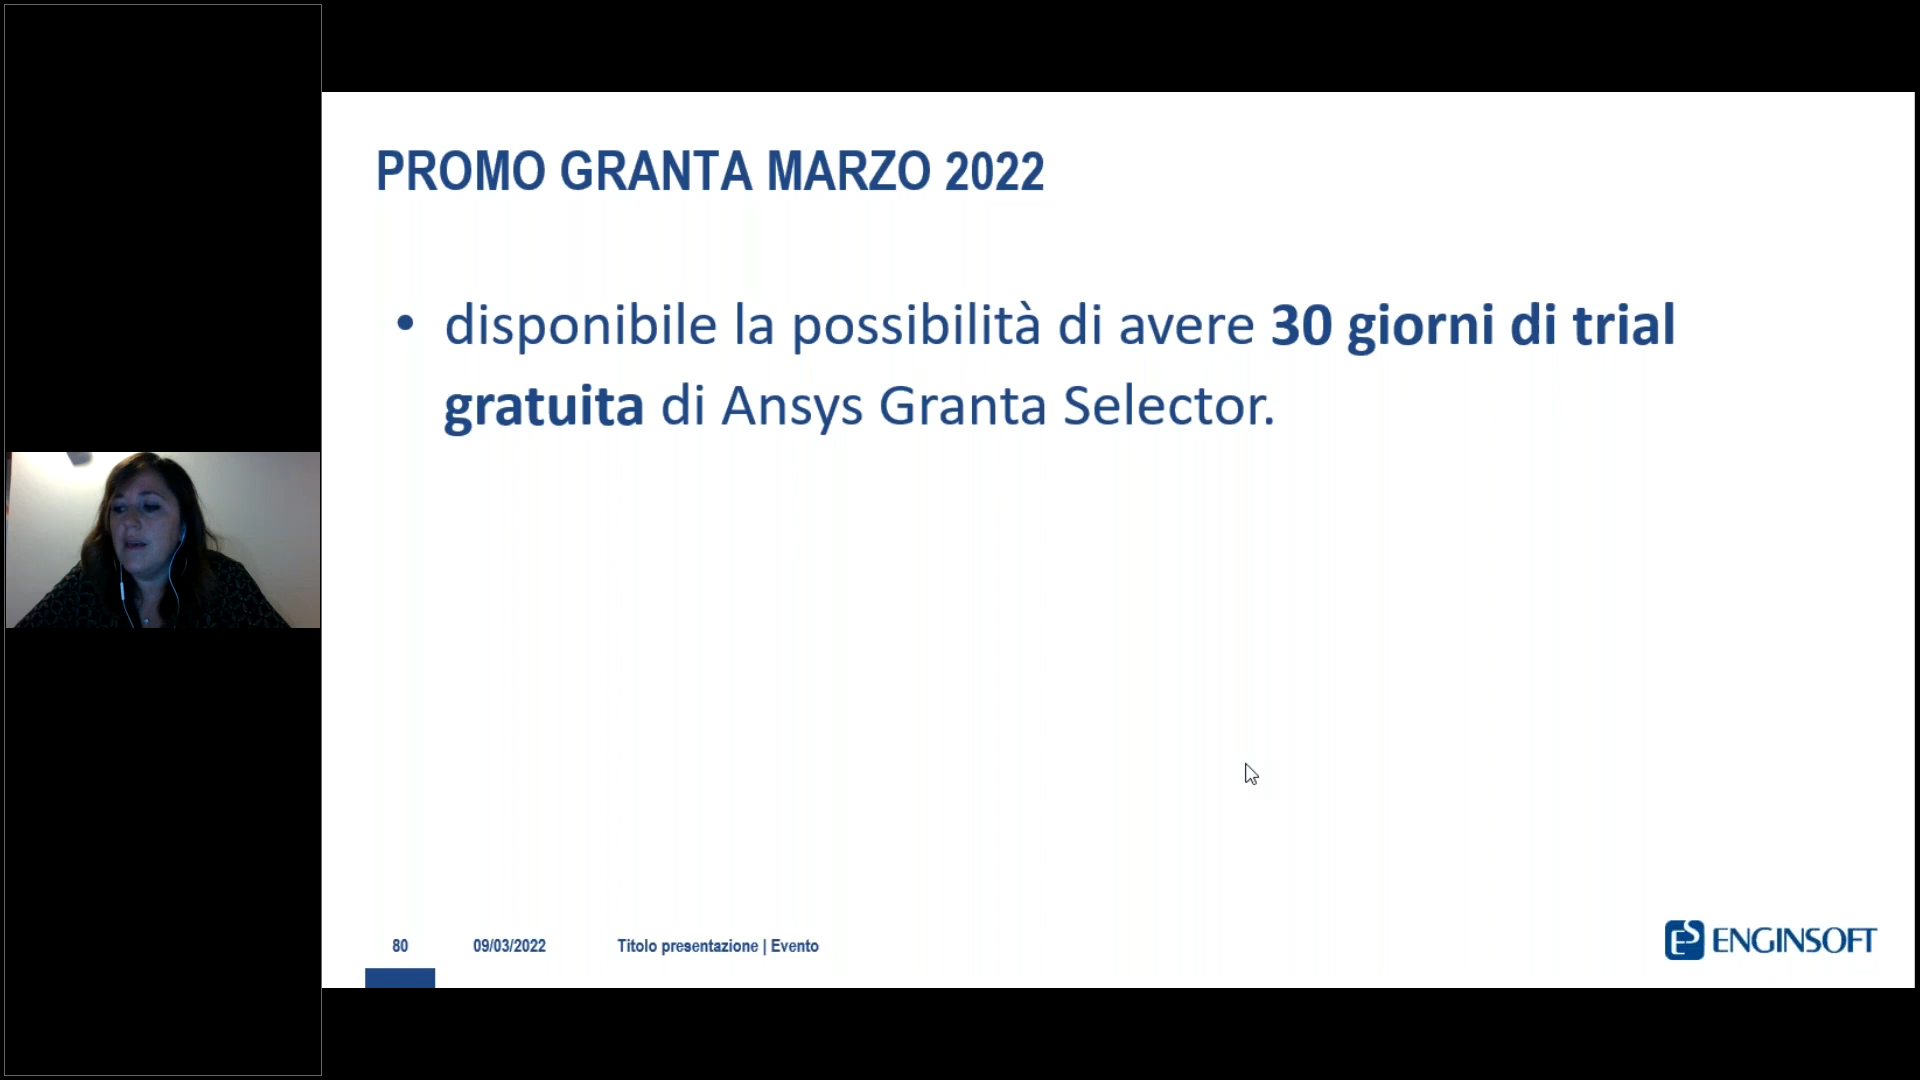 PROMO GRANTA MARZO 2022
• disponibile la possibilità di avere 30 giorni di trial
gratuita di Ansys Granta Selector.
80 09/03/2022 Titolo presentazione | Evento
ES ENGINSOFT